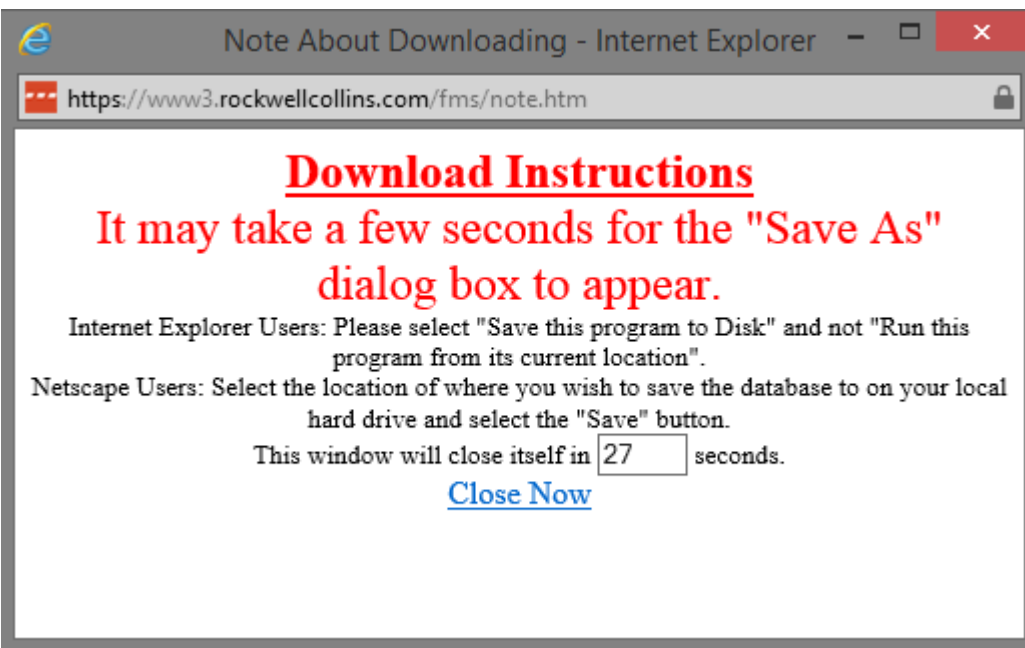 Note About Downloading - Internet Explorer
https://www3.rockwellcollins.com/fms/note.htm
Download Instructions
It may take a few seconds for the "Save As"
dialog box to appear.
Internet Explorer Users: Please select "Save this program to Disk" and not "Run this
program from its current location".
Netscape Users: Select the location of where you wish to save the database to on your local
hard drive and select the "Save" button.
This window will close itself in 27 seconds.
Close Now